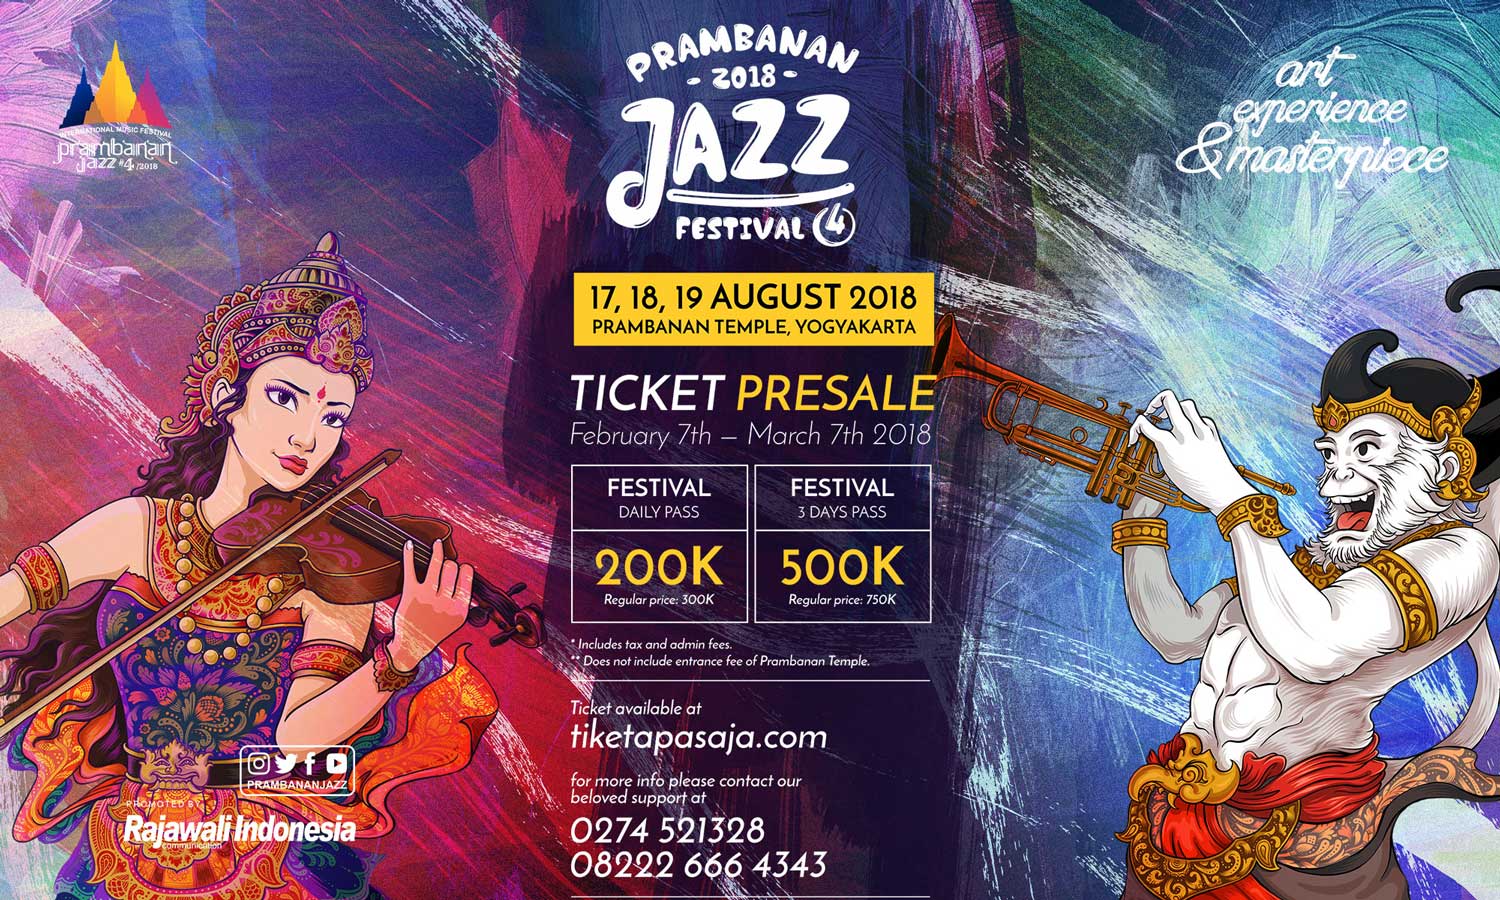 PRAMBANAN
- 2018 -
JAZZ
FESTIVAL 4
INTERNATIONAL MUSIC FESTIVAL
prambanan
jazz #4/2018
art
experience
& masterpiece
17, 18, 19 AUGUST 2018
PRAMBANAN TEMPLE, YOGYAKARTA
TICKET PRESALE
February 7th – March 7th 2018
FESTIVAL
DAILY PASS
200K
Regular price: 300K
FESTIVAL
3 DAYS PASS
500K
Regular price: 750K
* Includes tax and admin fees.
** Does not include entrance fee of Prambanan Temple.
Ticket available at
tiketapasaja.com
for more info please contact our
beloved support at
0274 521328
08222 666 4343
PRAMBANANJAZZ
PROMOTED BY
Rajawali Indonesia
communication